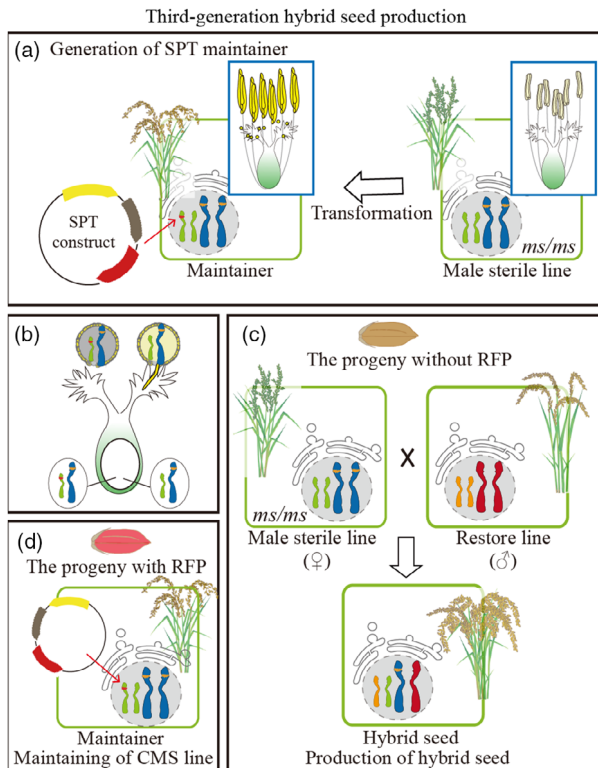 Third-generation hybrid seed production
(a) Generation of SPT maintainer
SPT
construct
Transformation
ms/ms
Maintainer
Male sterile line
(b)
(c)
The progeny without RFP
X
ms/ms
Male sterile line
(♀)
Restore line
(♂)
Hybrid seed
Production of hybrid seed
(d)
The progeny with RFP
Maintainer
Maintaining of CMS line